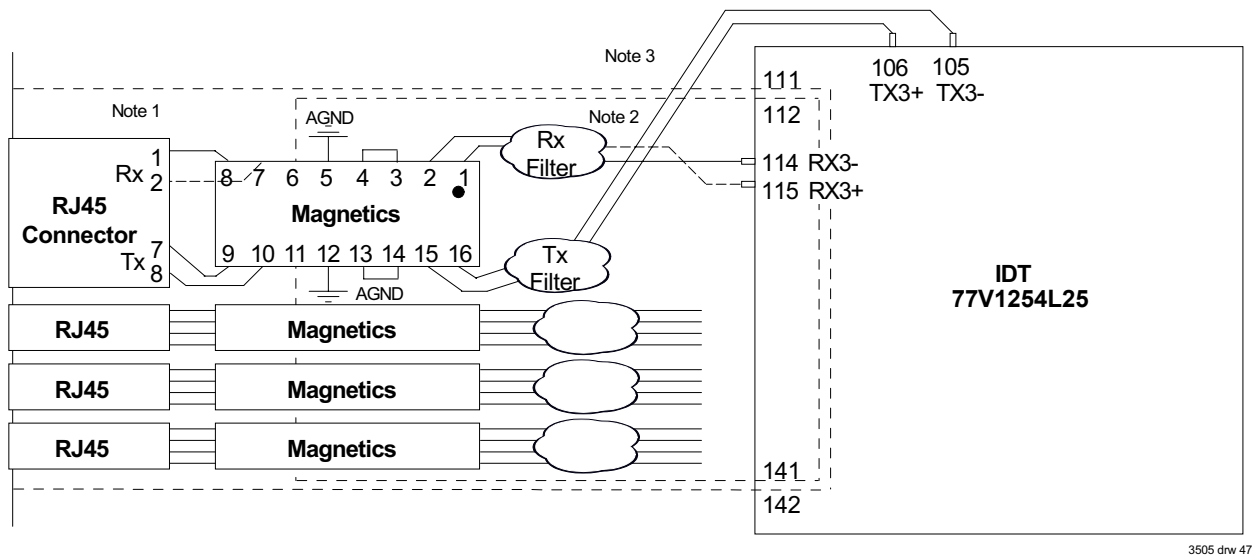 Note 3
106 105
TX3+ TX3-
111
112
Note 1
AGND
Note 2
Rx
Filter
114 RX3-
115 RX3+
1
Rx 2
8 7 6 5 4 3 2 1
RJ45
Connector
Magnetics
7
Tx
8
9 10 11 12 13 14 15 16
Tx
Filter
AGND
IDT
77V1254L25
RJ45 Magnetics
RJ45 Magnetics
RJ45 Magnetics
141
142
3505 drw 47